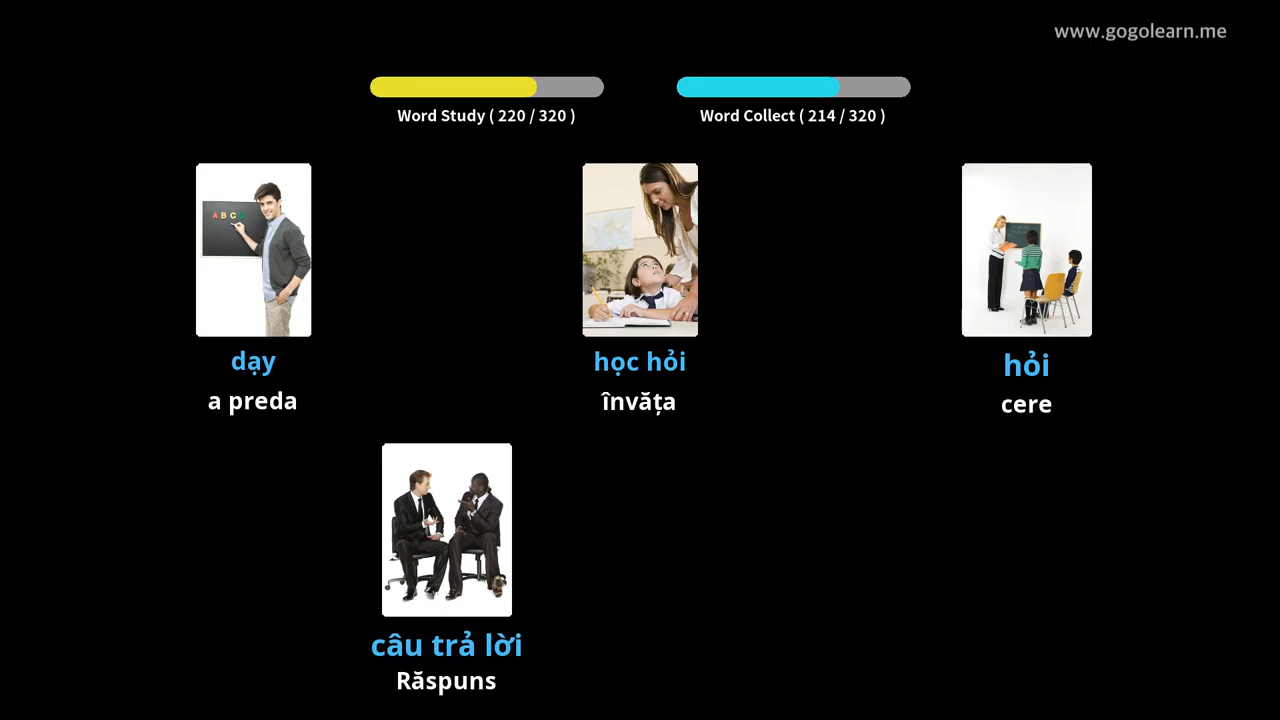 www.gogolearn.me
Word Study ( 220 / 320 )
Word Collect ( 214 / 320 )
A B C D
dạy
a preda
học hỏi
învăța
hỏi
cere
câu trả lời
Răspuns